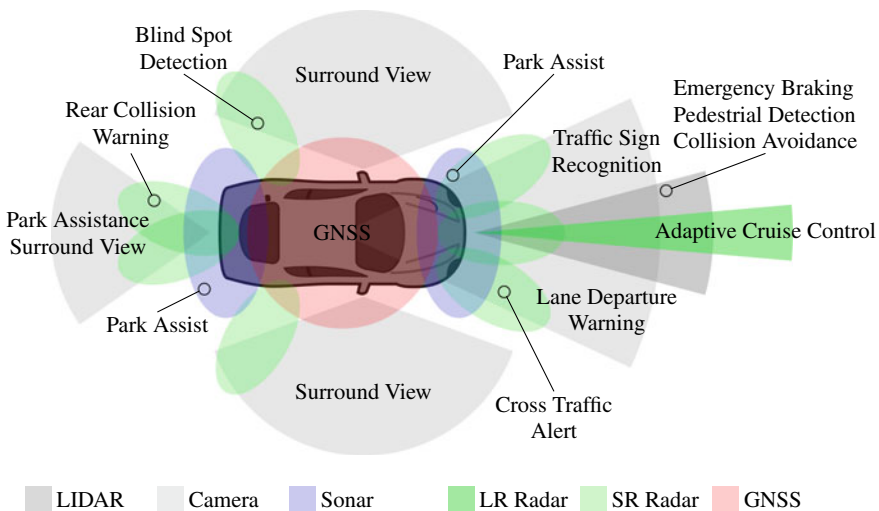 Blind Spot
Detection
Surround View
Park Assist
Emergency Braking
Pedestrial Detection
Collision Avoidance
Rear Collision
Warning
Traffic Sign
Recognition
Park Assistance
Surround View
GNSS
Adaptive Cruise Control
Park Assist
Lane Departure
Warning
Surround View
Cross Traffic
Alert
LIDAR
Camera
Sonar
LR Radar
SR Radar
GNSS